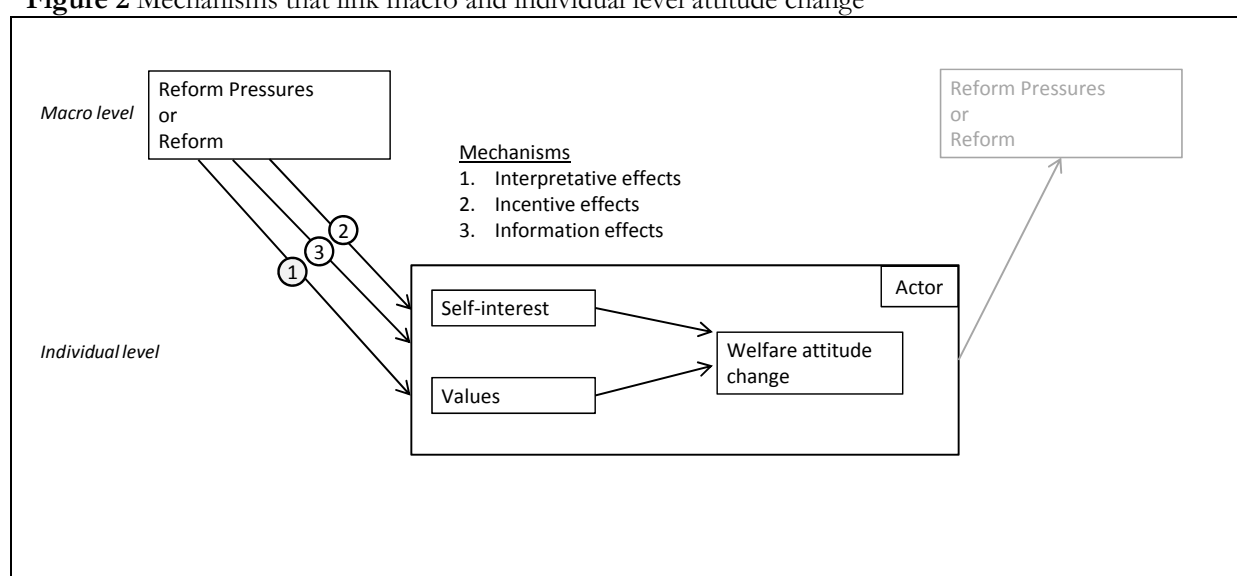 Figure 2 Mechanisms that link macro and individual level attitude change
Macro level
Reform Pressures
or
Reform
Reform Pressures
or
Reform
Mechanisms
1. Interpretative effects
2. Incentive effects
3. Information effects
2
3
1
Actor
Self-interest
Individual level
Welfare attitude
change
Values